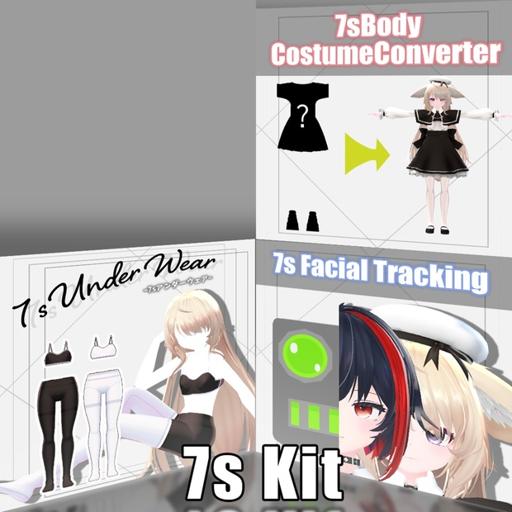 7sBody
CostumeConverter
?
7s Under Wear
~7sアンダーウェア~
7s Facial Tracking
7s Kit